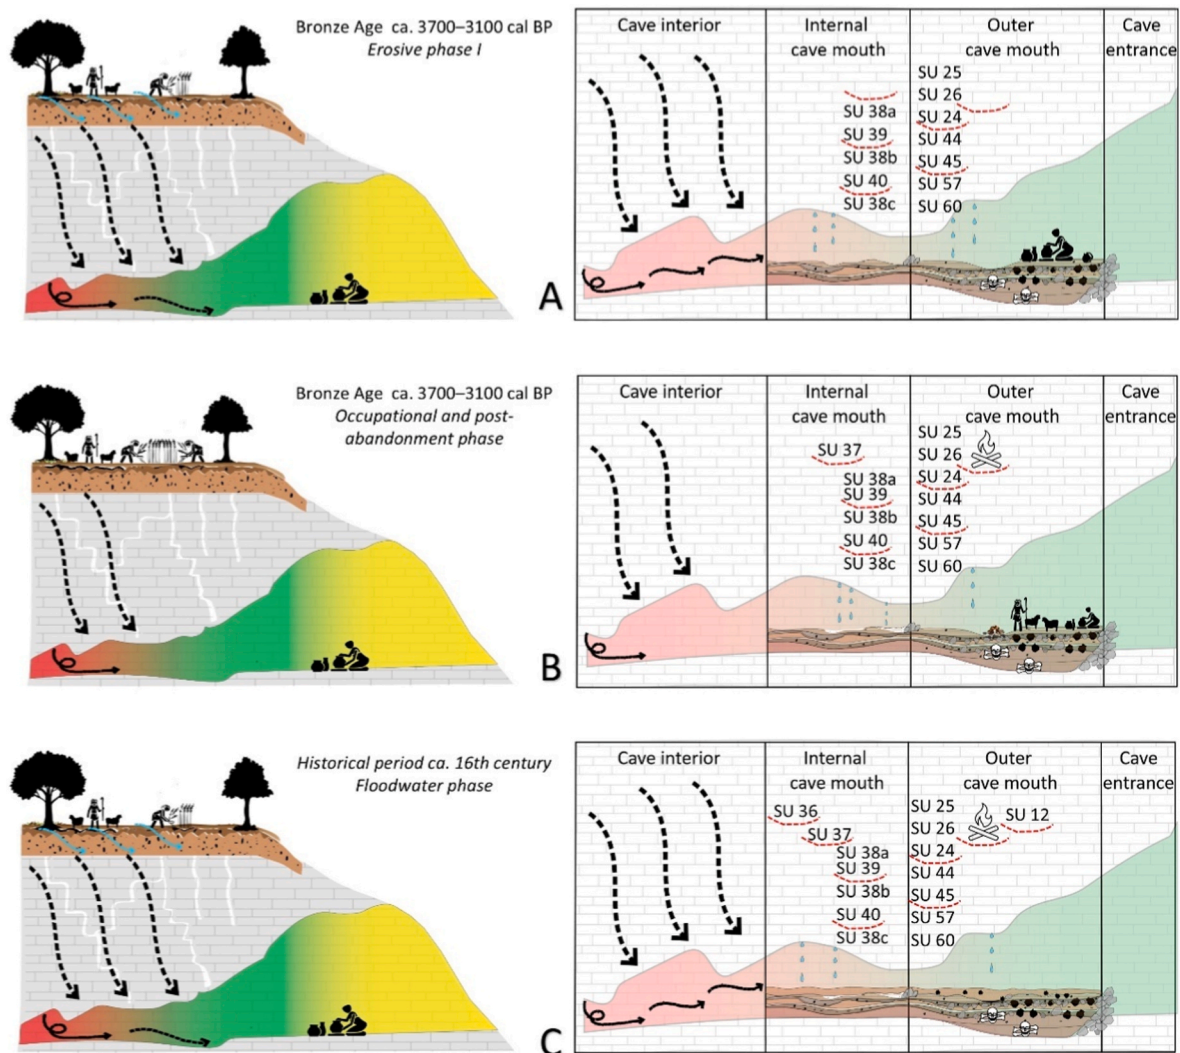 Bronze Age ca. 3700–3100 cal BP
Erosive phase I
A
Cave interior
Internal
cave mouth
Outer
cave mouth
Cave
entrance
SU 38a
SU 39
SU 38b
SU 40
SU 38c
SU 25
SU 26
SU 24
SU 44
SU 45
SU 57
SU 60
Bronze Age ca. 3700–3100 cal BP
Occupational and post-
abandonment phase
B
Cave interior
Internal
cave mouth
Outer
cave mouth
Cave
entrance
SU 37
SU 38a
SU 39
SU 38b
SU 40
SU 38c
SU 25
SU 26
SU 24
SU 44
SU 45
SU 57
SU 60
Historical period ca. 16th century
Floodwater phase
C
Cave interior
Internal
cave mouth
Outer
cave mouth
Cave
entrance
SU 36
SU 37
SU 38a
SU 39
SU 38b
SU 40
SU 38c
SU 25
SU 26
SU 12
SU 24
SU 44
SU 45
SU 57
SU 60